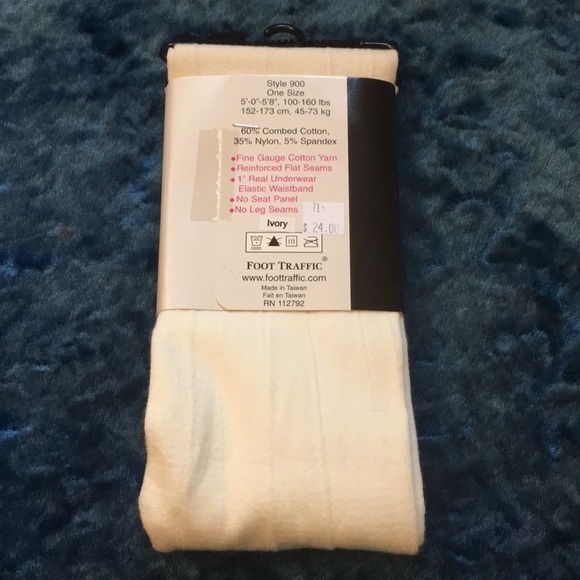 Style 900
One Size
5'-0"-5'8", 100-160 lbs
152-173 cm, 45-73 kg
60% Combed Cotton,
35% Nylon, 5% Spandex
◆Fine Gauge Cotton Yarn
◆Reinforced Flat Seams
◆1" Real Underwear
Elastic Waistband
◆No Seat Panel
◆No Leg Seams
71
$ 24.00
Ivory
FOOT TRAFFIC®
www.foottraffic.com
Made in Taiwan
Fait en Taiwan
RN 112792